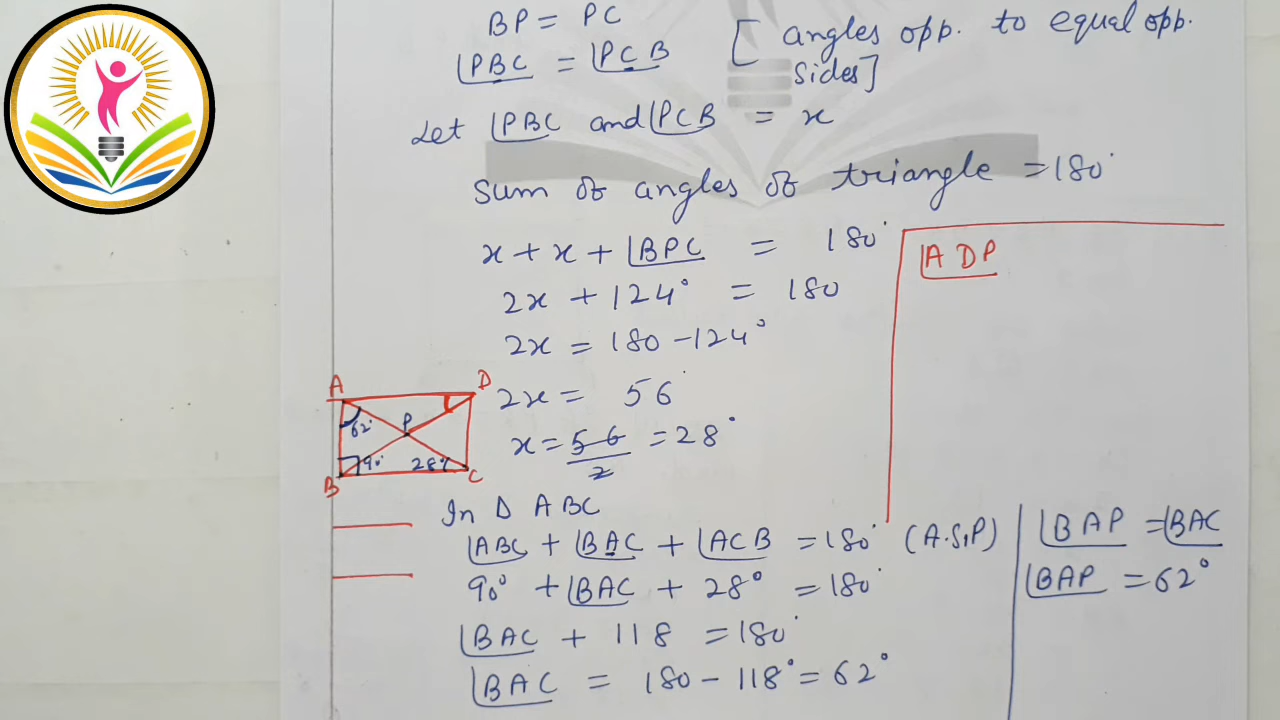 BP = PC
∠PBC = ∠PCB [angles opp. to equal opp. sides]
Let ∠PBC and ∠PCB = x
Sum of angles of triangle = 180°
x + x + ∠BPC = 180°
2x + 124° = 180
2x = 180 - 124°
2x = 56
x = 56/2 = 28°
∠ADP
A D
62° P
90° 28°
B C
In Δ ABC
∠ABC + ∠BAC + ∠ACB = 180° (A.S.P)
90° + ∠BAC + 28° = 180°
∠BAC + 118 = 180°
∠BAC = 180 - 118° = 62°
∠BAP = ∠BAC
∠BAP = 62°